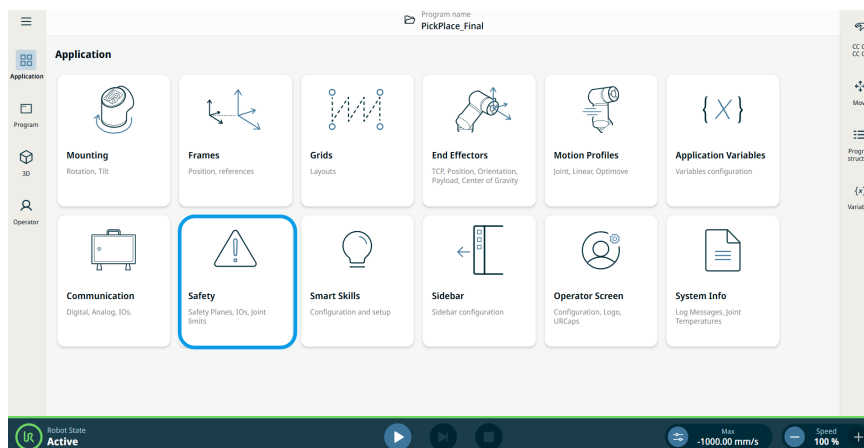 Program name
PickPlace_Final
Application
Application
Program
3D
Operator
Mounting
Rotation, Tilt
Frames
Position, references
Grids
Layouts
End Effectors
TCP, Position, Orientation,
Payload, Center of Gravity
Motion Profiles
Joint, Linear, Optimove
{X}
Application Variables
Variables configuration
Communication
Digital, Analog, IOs.
Safety
Safety Planes, IOs, Joint
limits
Smart Skills
Configuration and setup
Sidebar
Sidebar configuration
Operator Screen
Configuration, Logo,
URCaps
System Info
Log Messages, Joint
Temperatures
CC C
CC C
Mov
Progr
struct
{x}
Variab
UR
Robot State
Active
Max
-1000.00 mm/s
Speed
100 %